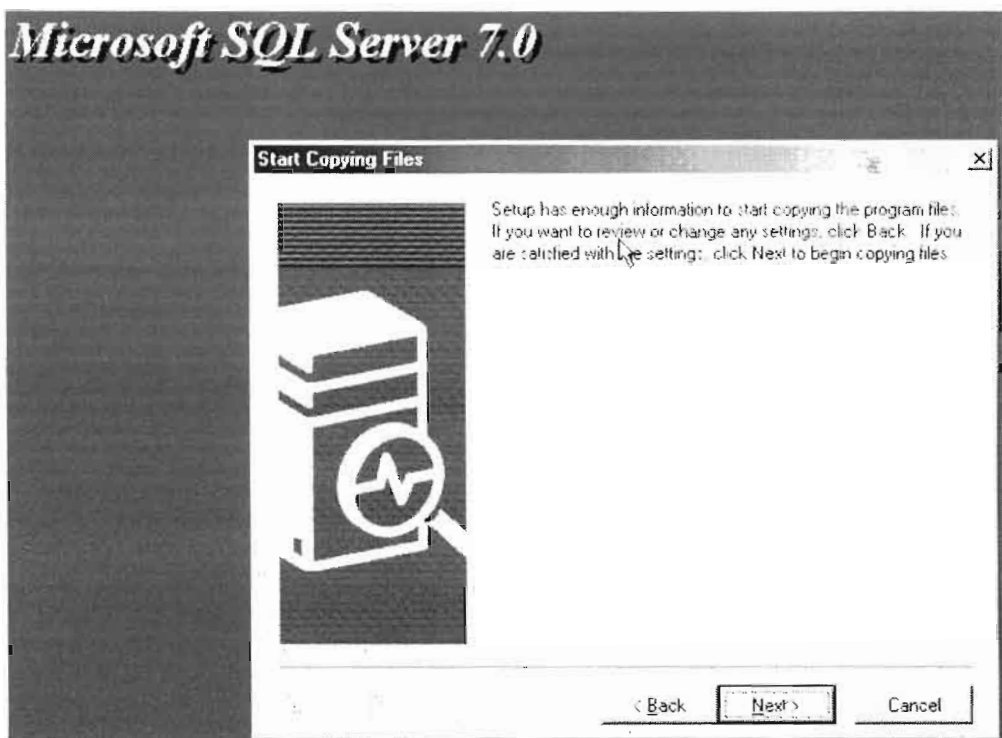 Microsoft SQL Server 7.0
Start Copying Files
Setup has enough information to start copying the program files.
If you want to review or change any settings, click Back. If you
are satisfied with the settings, click Next to begin copying files.
< Back
Next >
Cancel